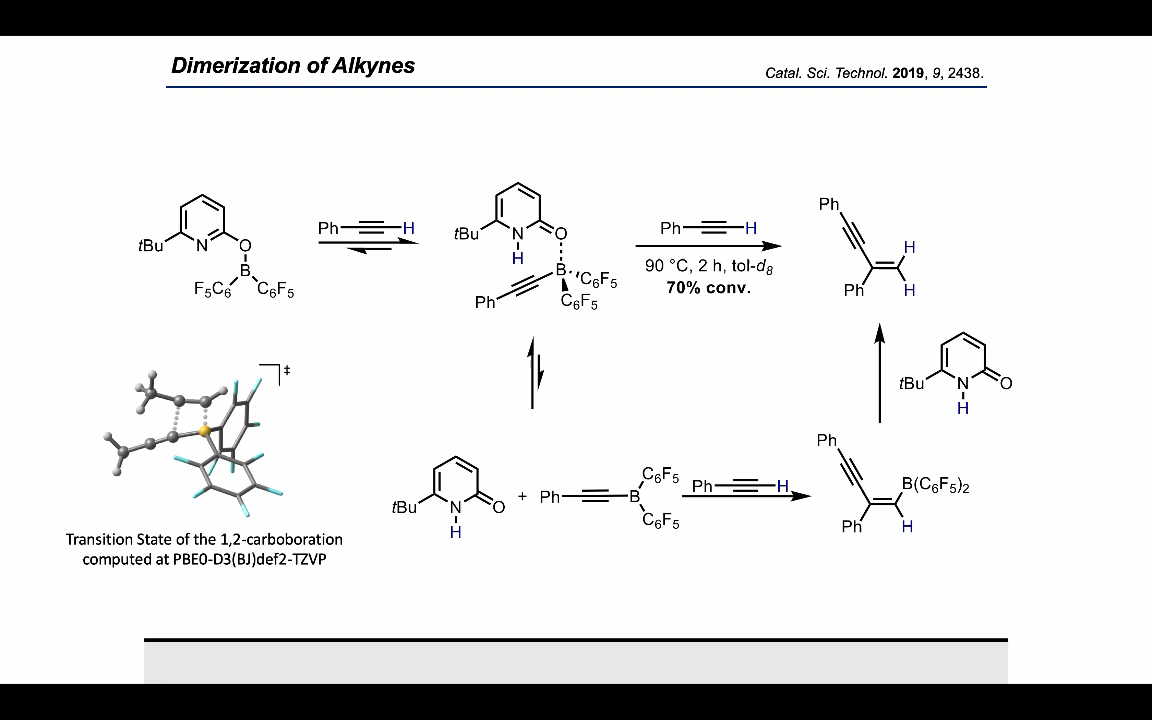 Dimerization of Alkynes
Catal. Sci. Technol. 2019, 9, 2438.
tBu
N
O
B
F5C6
C6F5
Ph
H
tBu
N
H
O
B
C6F5
C6F5
Ph
Ph
H
90 °C, 2 h, tol-d8
70% conv.
Ph
H
H
Ph
‡
Transition State of the 1,2-carboboration
computed at PBE0-D3(BJ)def2-TZVP
tBu
N
H
O
+
Ph
B
C6F5
C6F5
Ph
H
Ph
B(C6F5)2
H
Ph
tBu
N
H
O